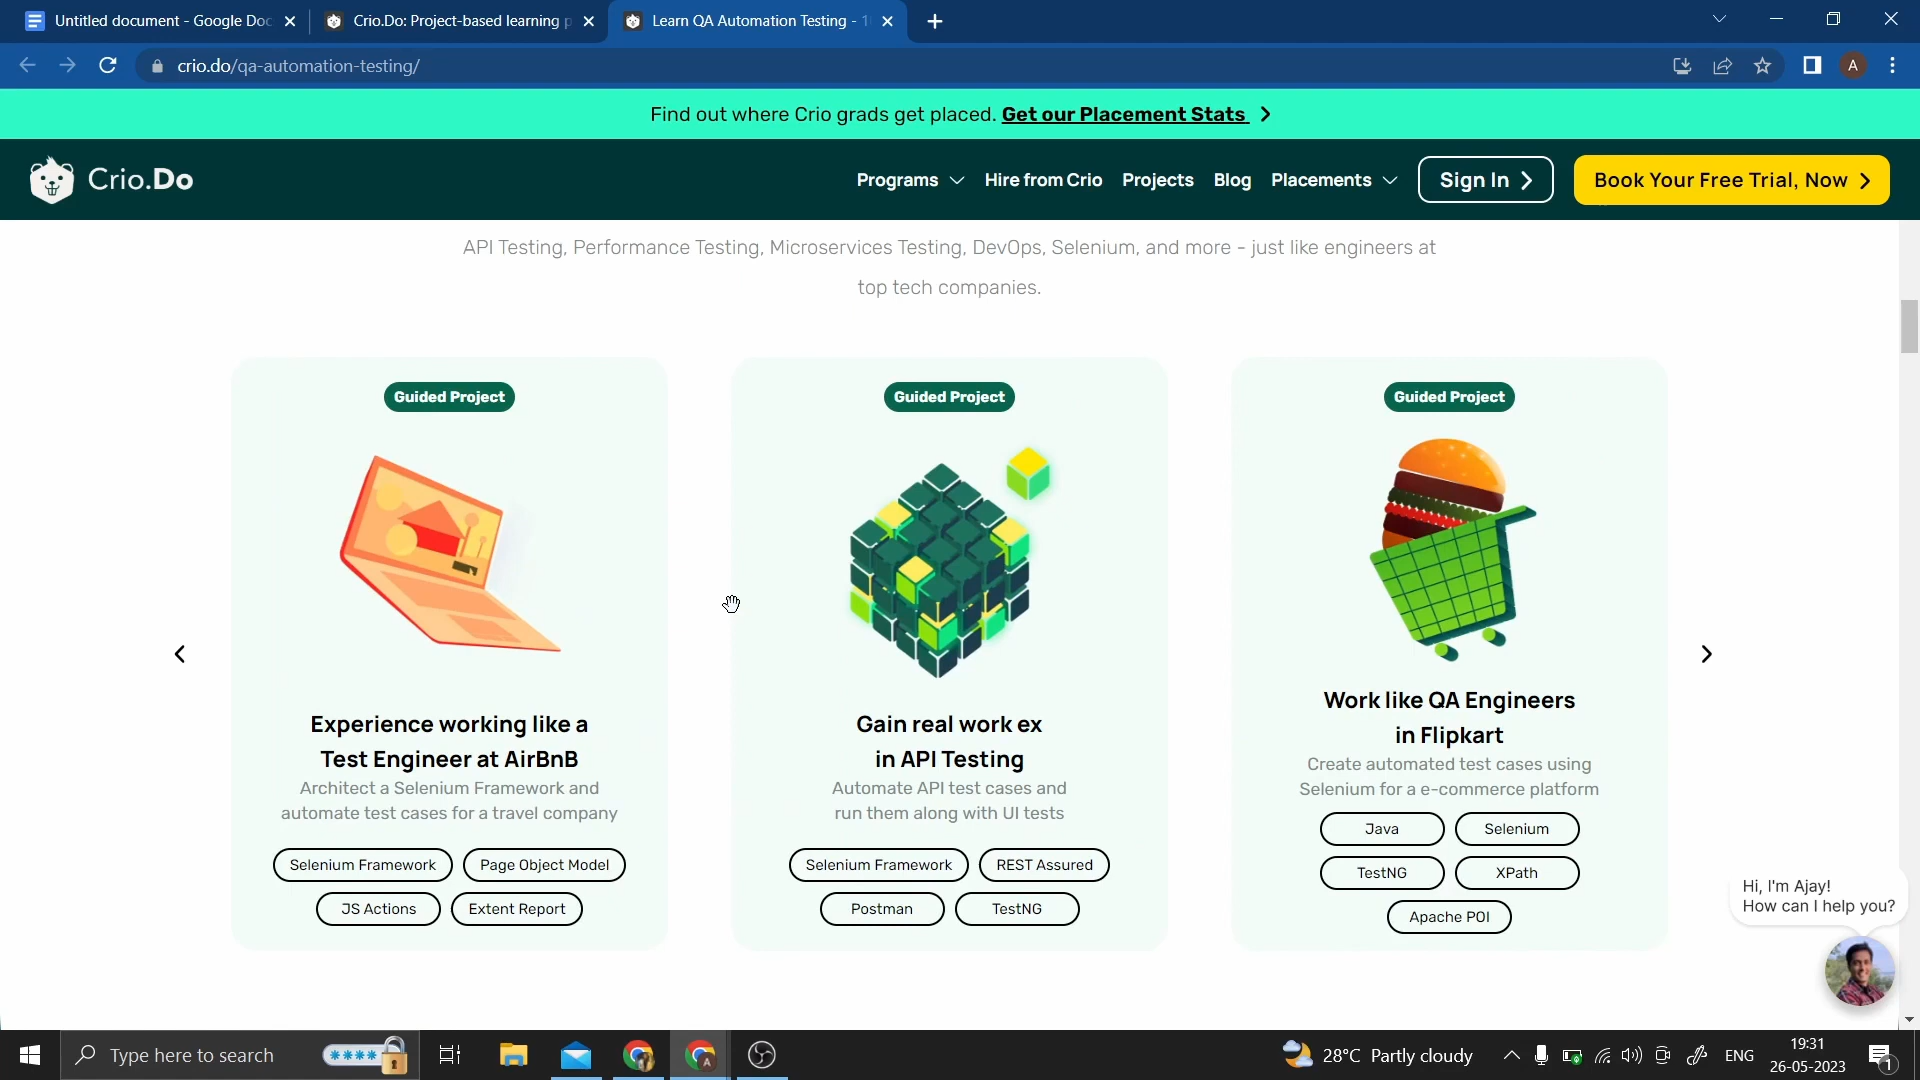 Untitled document - Google Doc
Crio.Do: Project-based learning p
Learn QA Automation Testing - 1
crio.do/qa-automation-testing/
A
Find out where Crio grads get placed. Get our Placement Stats
Crio.Do
Programs
Hire from Crio
Projects
Blog
Placements
Sign In
Book Your Free Trial, Now
API Testing, Performance Testing, Microservices Testing, DevOps, Selenium, and more - just like engineers at
top tech companies.
Guided Project
Experience working like a
Test Engineer at AirBnB
Architect a Selenium Framework and
automate test cases for a travel company
Selenium Framework
Page Object Model
JS Actions
Extent Report
Guided Project
Gain real work ex
in API Testing
Automate API test cases and
run them along with UI tests
Selenium Framework
REST Assured
Postman
TestNG
Guided Project
Work like QA Engineers
in Flipkart
Create automated test cases using
Selenium for a e-commerce platform
Java
Selenium
TestNG
XPath
Apache POI
Hi, I'm Ajay!
How can I help you?
Type here to search
****
A
28°C Partly cloudy
ENG
19:31
26-05-2023
1